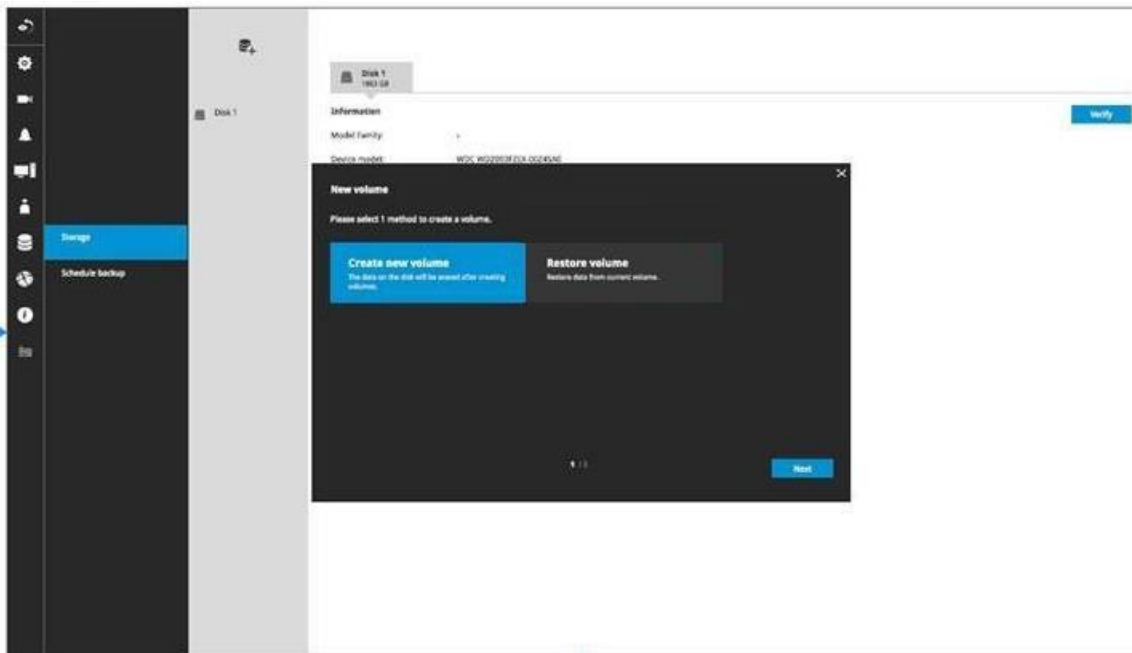 Disk 1
1863 GB
Disk 1
Information
Verify
Model Family: -
Device model:
New volume
Please select 1 method to create a volume.
Create new volume
The data on the disk will be erased after creating
volumes.
Restore volume
Restore data from current volume.
Storage
Schedule backup
Next